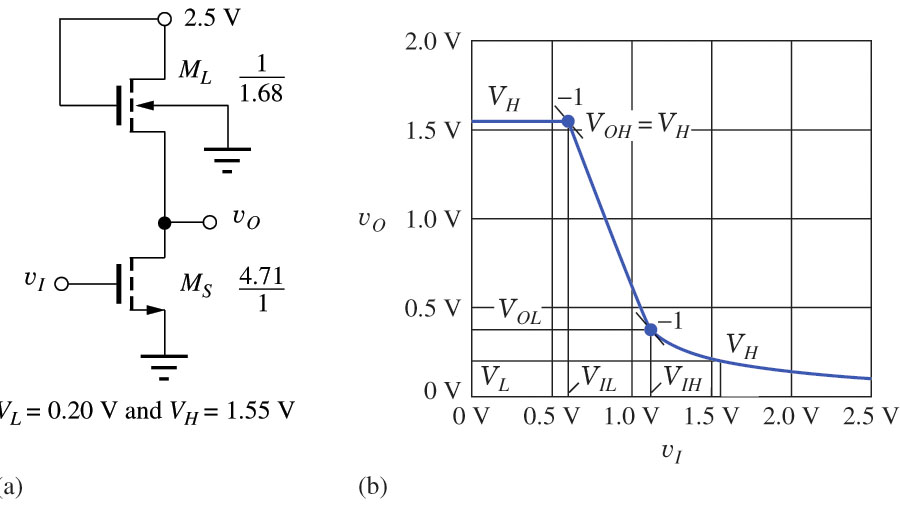 2.5 V
M_L 1/1.68
v_O
v_I
M_S 4.71/1
V_L = 0.20 V and V_H = 1.55 V
(a)
2.0 V
V_H
−1
V_OH = V_H
1.5 V
v_O 1.0 V
0.5 V
V_OL
−1
V_H
V_L
V_IL
V_IH
0 V
0 V 0.5 V 1.0 V 1.5 V 2.0 V 2.5 V
v_I
(b)